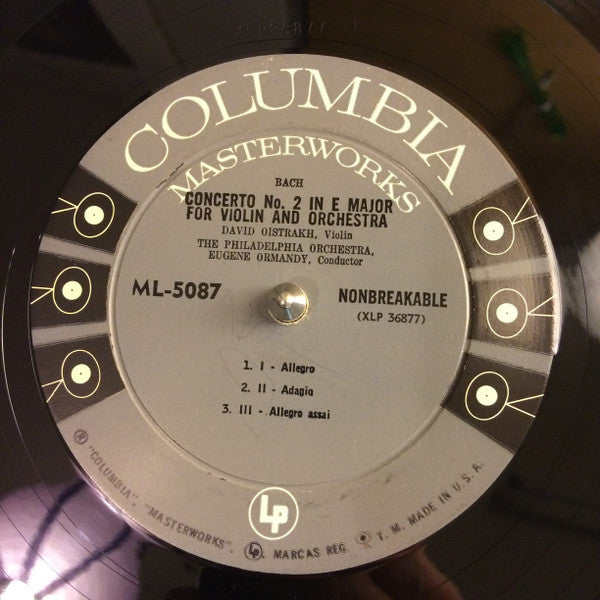 COLUMBIA
MASTERWORKS
BACH
CONCERTO No. 2 IN E MAJOR
FOR VIOLIN AND ORCHESTRA
DAVID OISTRAKH, Violin
THE PHILADELPHIA ORCHESTRA,
EUGENE ORMANDY, Conductor
ML-5087
NONBREAKABLE
(XLP 36877)
1. I - Allegro
2. II - Adagio
3. III - Allegro assai
LP
® "COLUMBIA", "MASTERWORKS", LP, MARCAS REG. T. M. MADE IN U.S.A.